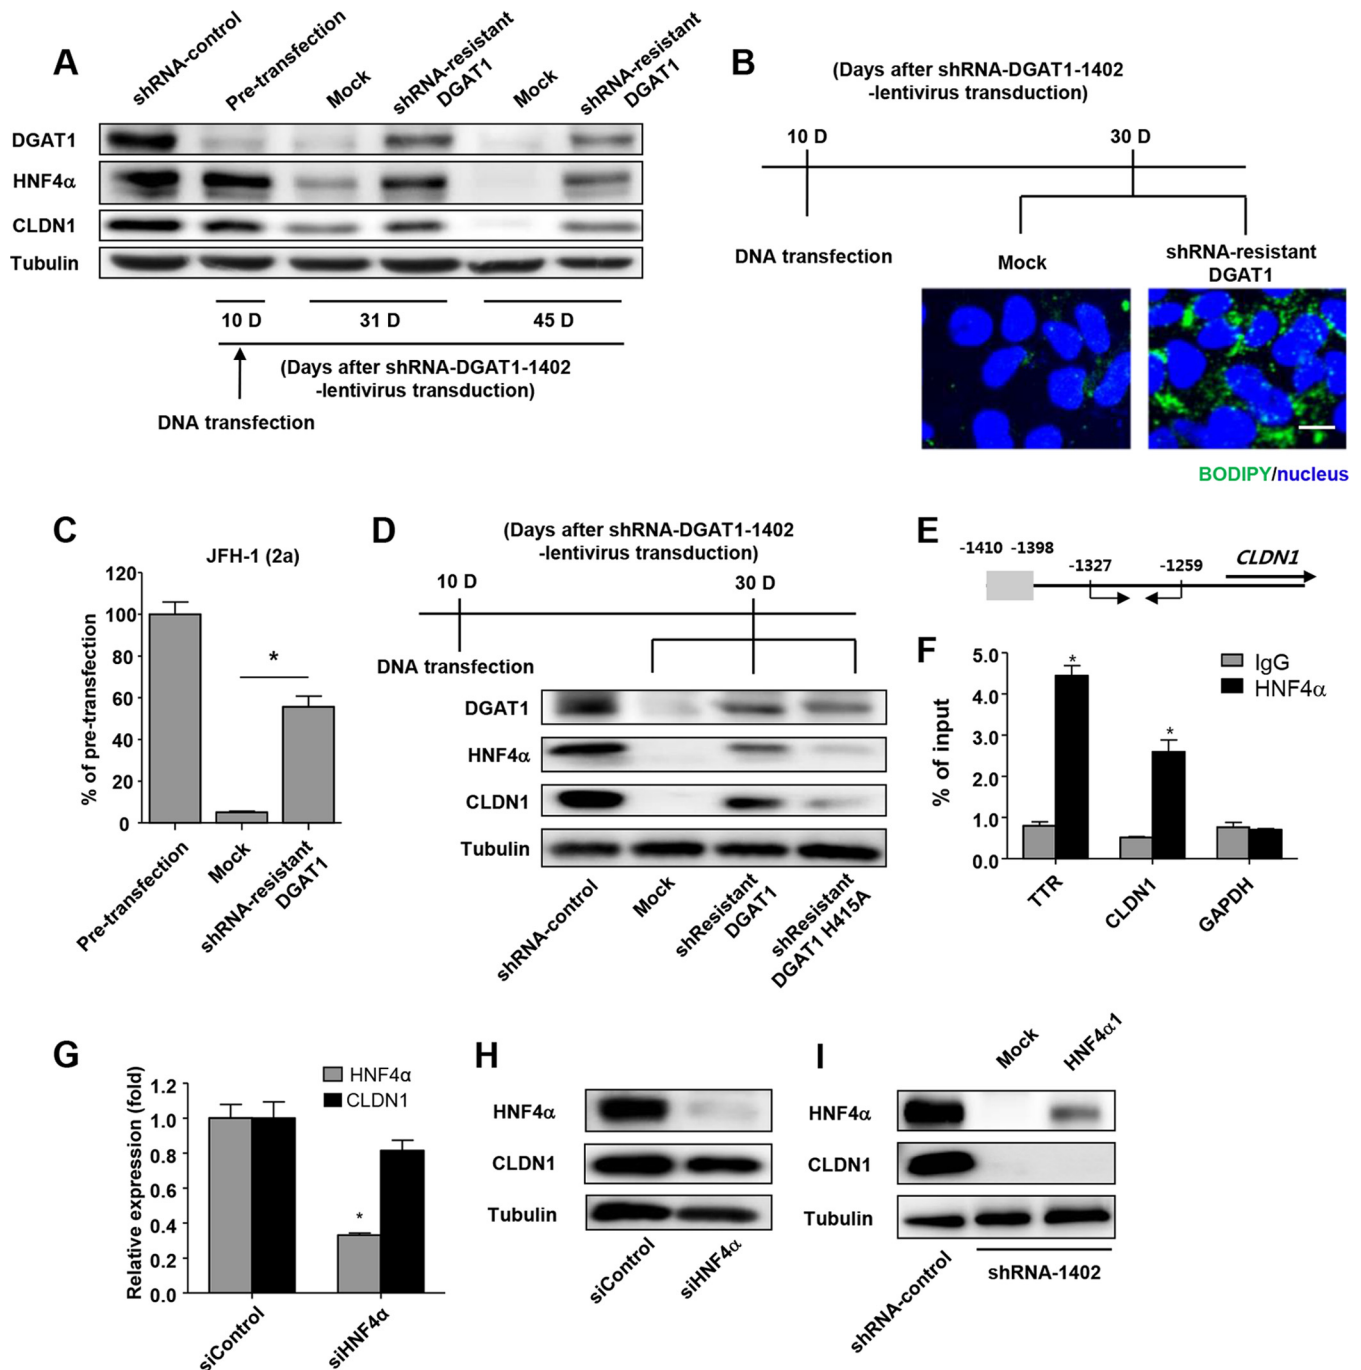 A
shRNA-control
Pre-transfection
Mock
shRNA-resistant
DGAT1
Mock
shRNA-resistant
DGAT1
DGAT1
HNF4α
CLDN1
Tubulin
10 D
31 D
45 D
(Days after shRNA-DGAT1-1402
-lentivirus transduction)
DNA transfection
B
(Days after shRNA-DGAT1-1402
-lentivirus transduction)
10 D
30 D
DNA transfection
Mock
shRNA-resistant
DGAT1
BODIPY/nucleus
C
JFH-1 (2a)
% of pre-transfection
120
100
80
60
40
20
0
*
Pre-transfection
Mock
shRNA-resistant
DGAT1
D
(Days after shRNA-DGAT1-1402
-lentivirus transduction)
10 D
30 D
DNA transfection
DGAT1
HNF4α
CLDN1
Tubulin
shRNA-control
Mock
shResistant
DGAT1
shResistant
DGAT1 H415A
E
-1410 -1398
-1327
-1259
CLDN1
F
% of input
5.0
4.0
3.0
2.0
1.0
0.0
*
*
IgG
HNF4α
TTR
CLDN1
GAPDH
G
Relative expression (fold)
1.2
1.0
0.8
0.6
0.4
0.2
0.0
*
HNF4α
CLDN1
siControl
siHNF4α
H
HNF4α
CLDN1
Tubulin
siControl
siHNF4α
I
Mock
HNF4α1
HNF4α
CLDN1
Tubulin
shRNA-control
shRNA-1402